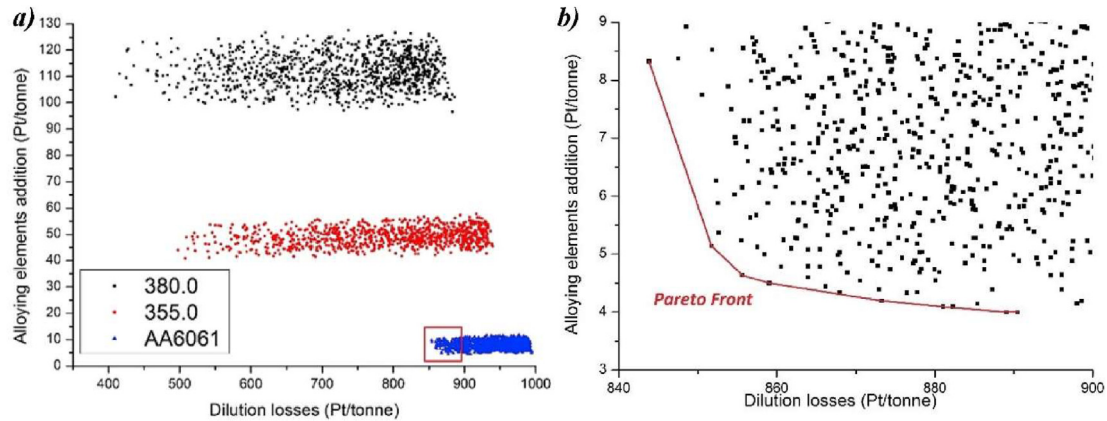 a)
Alloying elements addition (Pt/tonne)
130
120
110
100
90
80
70
60
50
40
30
20
10
0
380.0
355.0
AA6061
400 500 600 700 800 900 1000
Dilution losses (Pt/tonne)
b)
Alloying elements addition (Pt/tonne)
9
8
7
6
5
4
3
Pareto Front
840 860 880 900
Dilution losses (Pt/tonne)